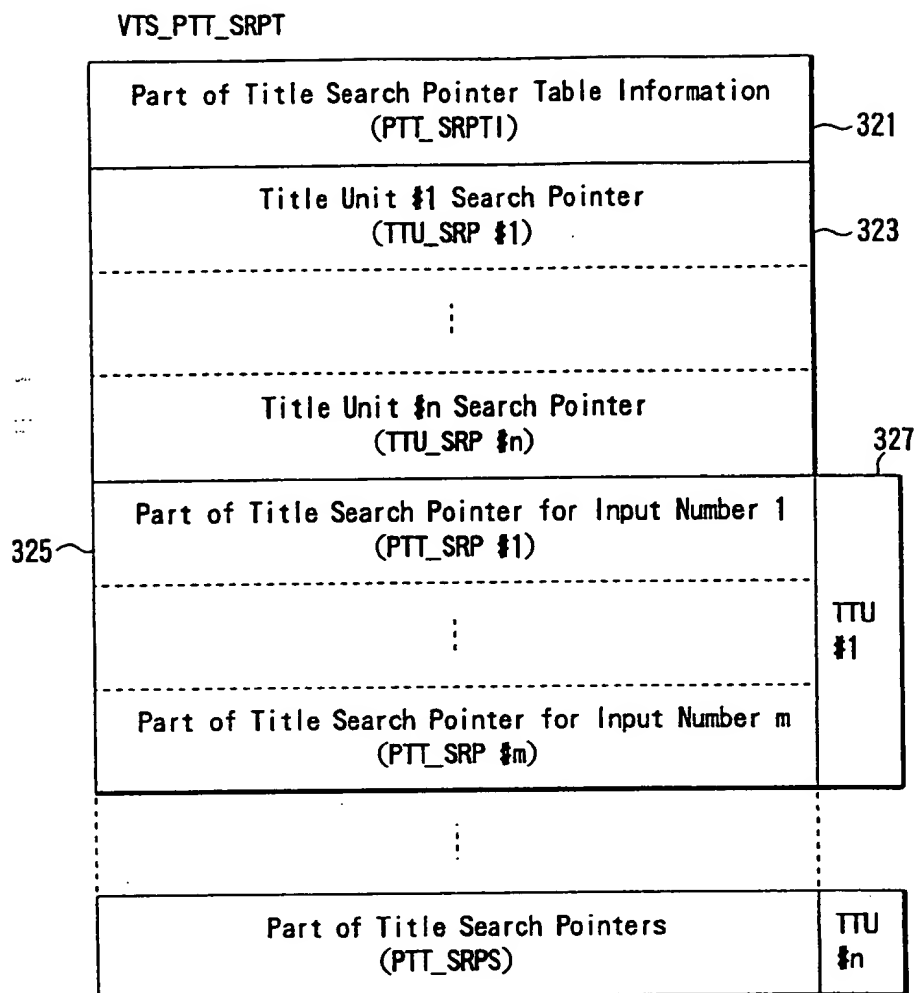 VTS_PTT_SRPT
Part of Title Search Pointer Table Information
(PTT_SRPTI)
321
Title Unit #1 Search Pointer
(TTU_SRP #1)
323
Title Unit #n Search Pointer
(TTU_SRP #n)
327
Part of Title Search Pointer for Input Number 1
(PTT_SRP #1)
325
TTU
#1
Part of Title Search Pointer for Input Number m
(PTT_SRP #m)
Part of Title Search Pointers
(PTT_SRPS)
TTU
#n